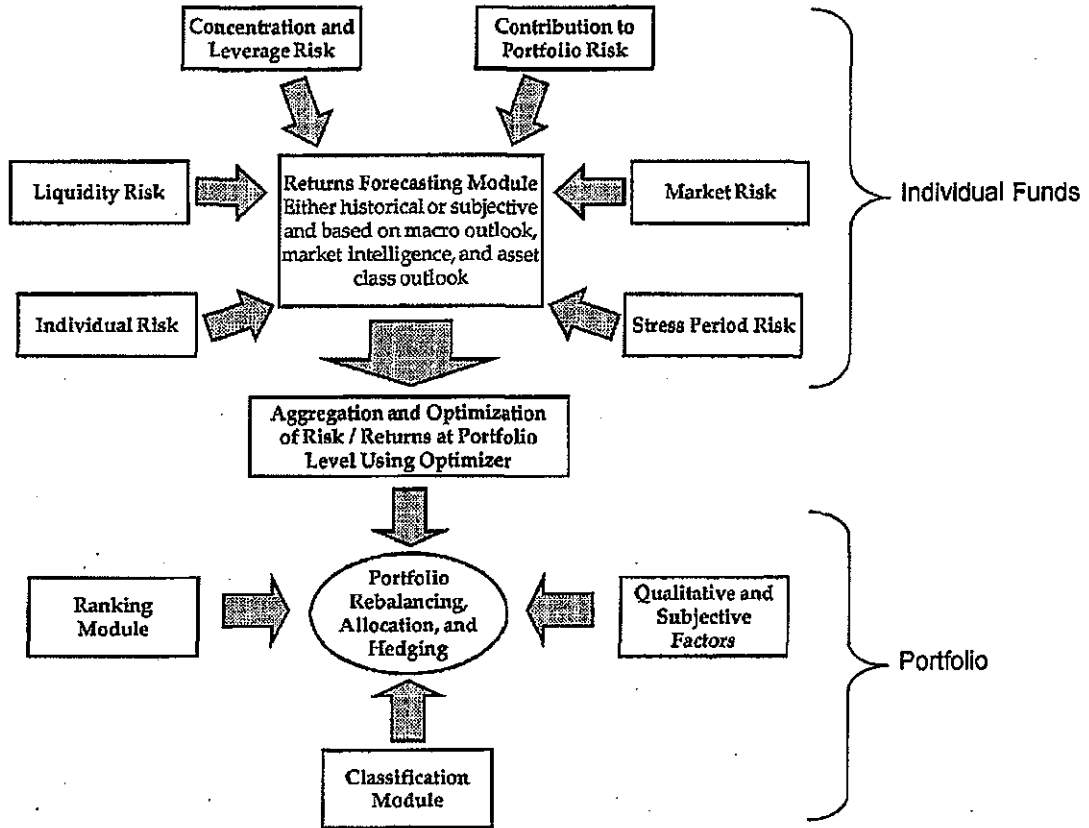 Concentration and
Leverage Risk
Contribution to
Portfolio Risk
Liquidity Risk
Returns Forecasting Module
Either historical or subjective
and based on macro outlook,
market intelligence, and asset
class outlook
Market Risk
Individual Funds
Individual Risk
Stress Period Risk
Aggregation and Optimization
of Risk / Returns at Portfolio
Level Using Optimizer
Ranking
Module
Portfolio
Rebalancing,
Allocation, and
Hedging
Qualitative and
Subjective
Factors
Portfolio
Classification
Module